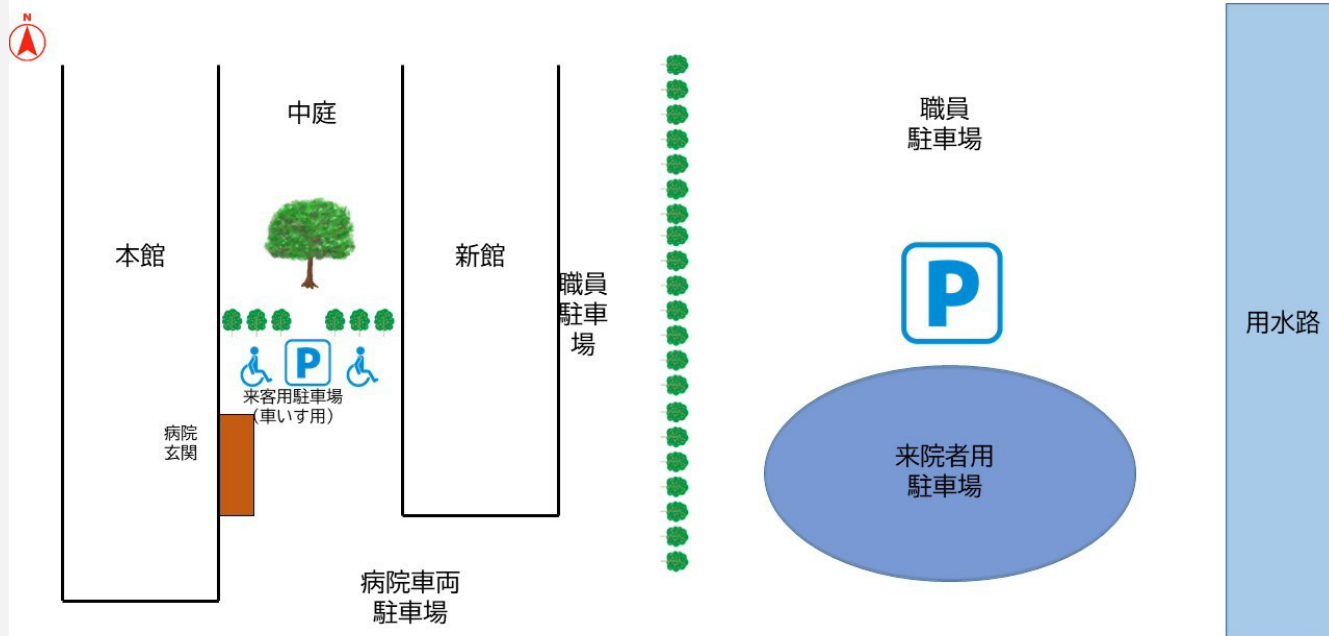 N
中庭
職員
駐車場
本館
新館
職員
駐車
場
P
用水路
P
来客用駐車場
（車いす用）
病院
玄関
来院者用
駐車場
病院車両
駐車場